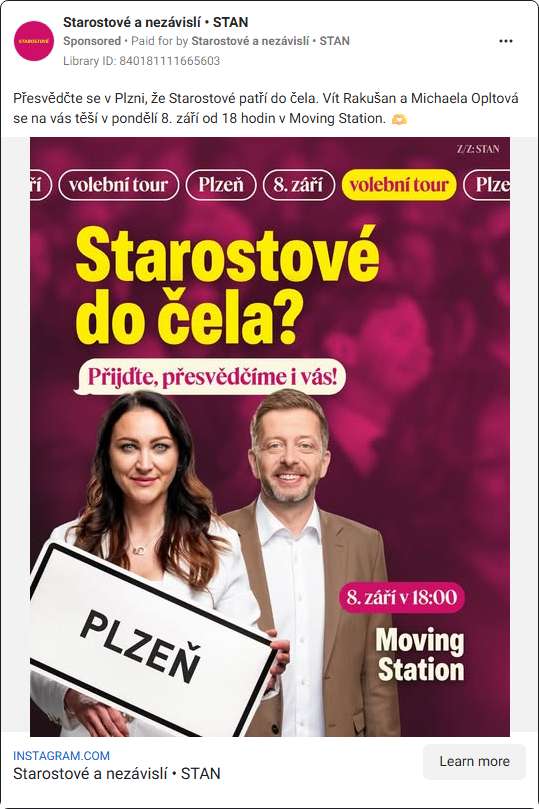 Starostové a nezávislí • STAN
STAROSTOVÉ
Sponsored • Paid for by Starostové a nezávislí • STAN
Library ID: 840181111665603
Přesvědčte se v Plzni, že Starostové patří do čela. Vít Rakušan a Michaela Opltová
se na vás těší v pondělí 8. září od 18 hodin v Moving Station. 🫶
Z/Z: STAN
ří volební tour Plzeň 8. září volební tour Plze
Starostové
do čela?
Přijďte, přesvědčíme i vás!
PLZEŇ
8. září v 18:00
Moving
Station
INSTAGRAM.COM
Starostové a nezávislí • STAN
Learn more